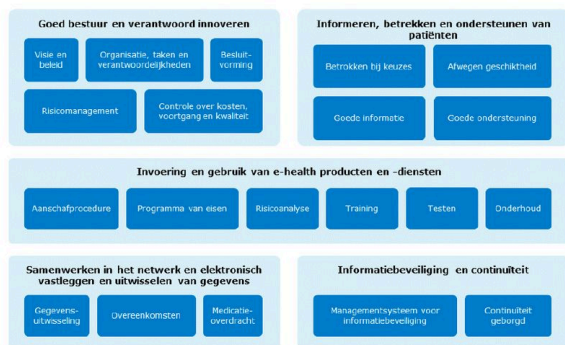 Goed bestuur en verantwoord innoveren
Visie en
beleid
Organisatie, taken en
verantwoordelijkheden
Besluit-
vorming
Risicomanagement
Controle over kosten,
voortgang en kwaliteit
Informeren, betrekken en ondersteunen van
patiënten
Betrokken bij keuzes
Afwegen geschiktheid
Goede informatie
Goede ondersteuning
Invoering en gebruik van e-health producten en -diensten
Aanschafprocedure
Programma van eisen
Risicoanalyse
Training
Testen
Onderhoud
Samenwerken in het netwerk en elektronisch
vastleggen en uitwisselen van gegevens
Gegevens-
uitwisseling
Overeenkomsten
Medicatie-
overdracht
Informatiebeveiliging en continuïteit
Managementsysteem voor
informatiebeveiliging
Continuïteit
geborgd